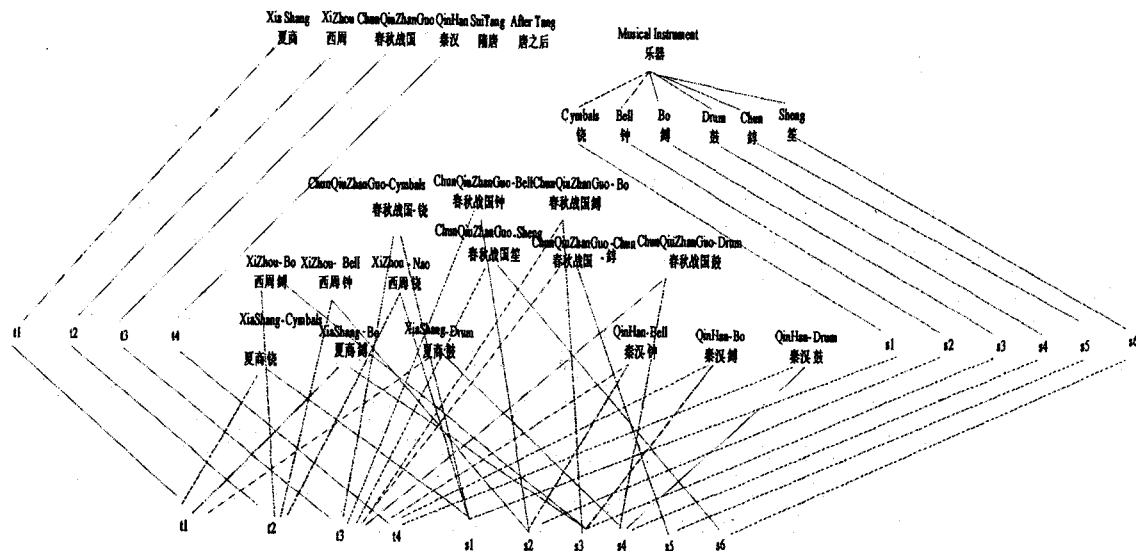 Xia Shang XiZhou ChunQiuZhanGuo QinHan SuiTang After Tang
夏商 西周 春秋战国 秦汉 隋唐 唐之后
Musical Instrument
乐器
Cymbals Bell Bo Drum Chun Sheng
铙 钟 鎛 鼓 錞 笙
ChunQiuZhanGuo-Cymbals ChunQiuZhanGuo-Bell ChunQiuZhanGuo-Bo
春秋战国-铙 春秋战国钟 春秋战国鎛
ChunQiuZhanGuo-Sheng ChunQiuZhanGuo-Chun ChunQiuZhanGuo-Drum
春秋战国笙 春秋战国-錞 春秋战国鼓
XiZhou-Bo XiZhou-Bell XiZhou-Nao
西周鎛 西周钟 西周铙
XiaShang-Cymbals XiaShang-Bo XiaShang-Drum QinHan-Bell QinHan-Bo QinHan-Drum
夏商铙 夏商鎛 夏商鼓 秦汉钟 秦汉鎛 秦汉鼓
t1 t2 t3 t4 s1 s2 s3 s4 s5 s6
t1 t2 t3 t4 s1 s2 s3 s4 s5 s6